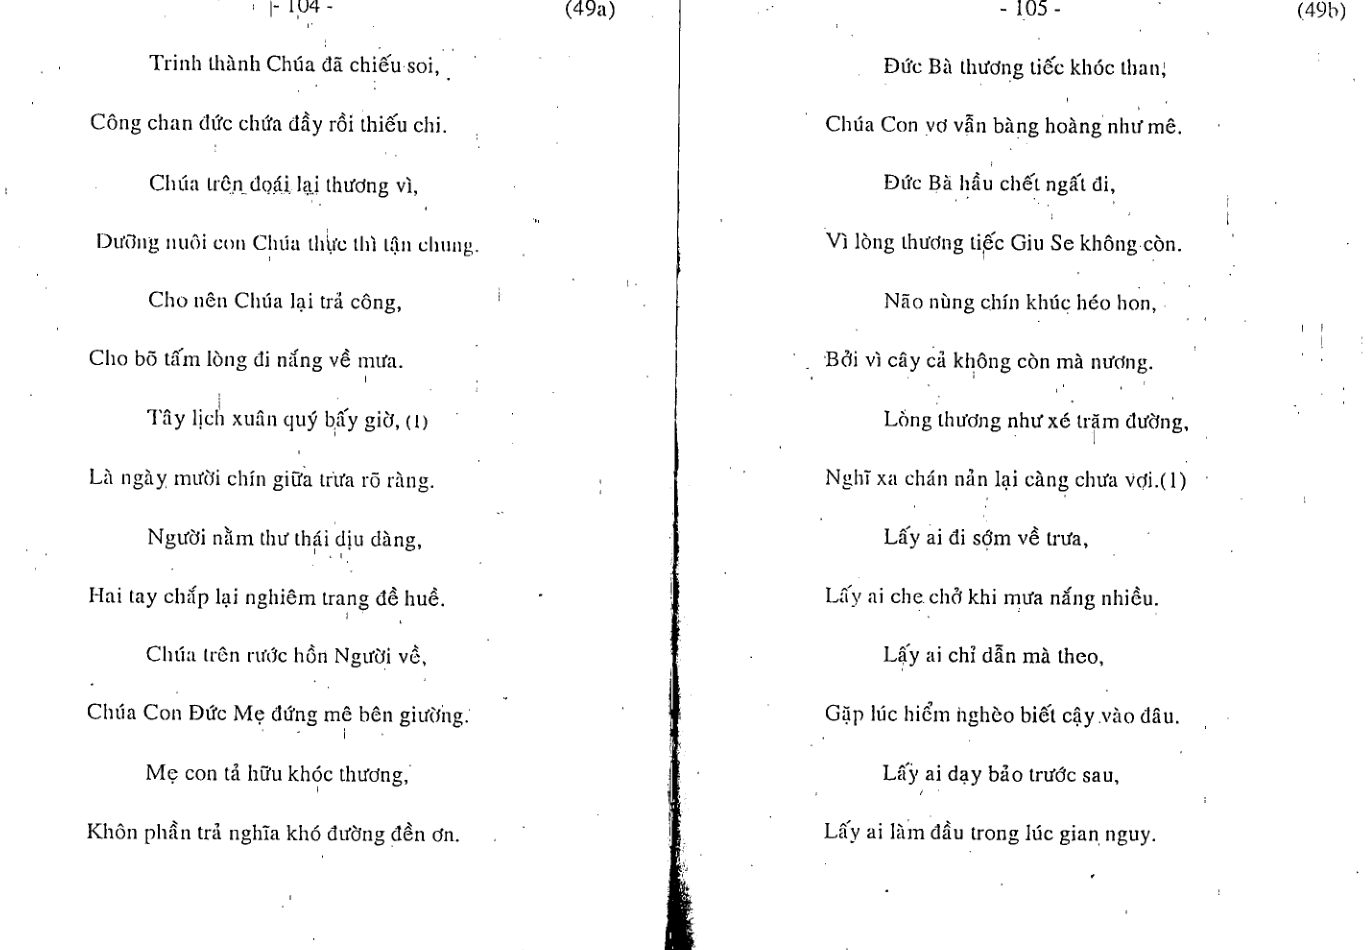 - 104 -
(49a)
Trinh thành Chúa đã chiếu soi,
Công chan đức chứa đầy rồi thiếu chi.
Chúa trên đoái lại thương vì,
Dưỡng nuôi con Chúa thực thì tận chung.
Cho nên Chúa lại trả công,
Cho bõ tấm lòng đi nắng về mưa.
Tây lịch xuân quý bấy giờ, (1)
Là ngày mười chín giữa trưa rõ ràng.
Người nằm thư thái dịu dàng,
Hai tay chắp lại nghiêm trang đề huề.
Chúa trên rước hồn Người về,
Chúa Con Đức Mẹ đứng mê bên giường.
Mẹ con tả hữu khóc thương,
Khôn phần trả nghĩa khó đường đền ơn.
- 105 -
(49b)
Đức Bà thương tiếc khóc than,
Chúa Con vơ vẫn bàng hoàng như mê.
Đức Bà hầu chết ngất đi,
Vì lòng thương tiếc Giu Se không còn.
Não nùng chín khúc héo hon,
Bởi vì cây cả không còn mà nương.
Lòng thương như xé trăm đường,
Nghĩ xa chán nản lại càng chưa vơi.(1)
Lấy ai đi sớm về trưa,
Lấy ai che chở khi mưa nắng nhiều.
Lấy ai chỉ dẫn mà theo,
Gặp lúc hiểm nghèo biết cậy vào đâu.
Lấy ai dạy bảo trước sau,
Lấy ai làm đầu trong lúc gian nguy.